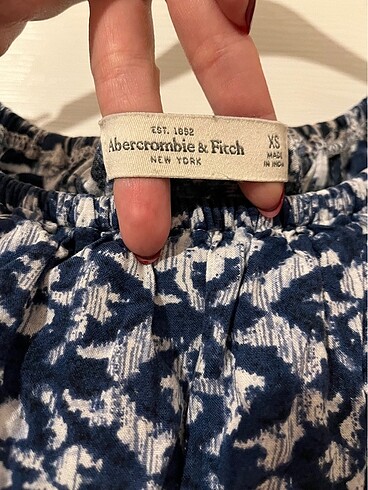 EST. 1892
Abercrombie & Fitch
NEW YORK
XS
MADE
IN INDIA